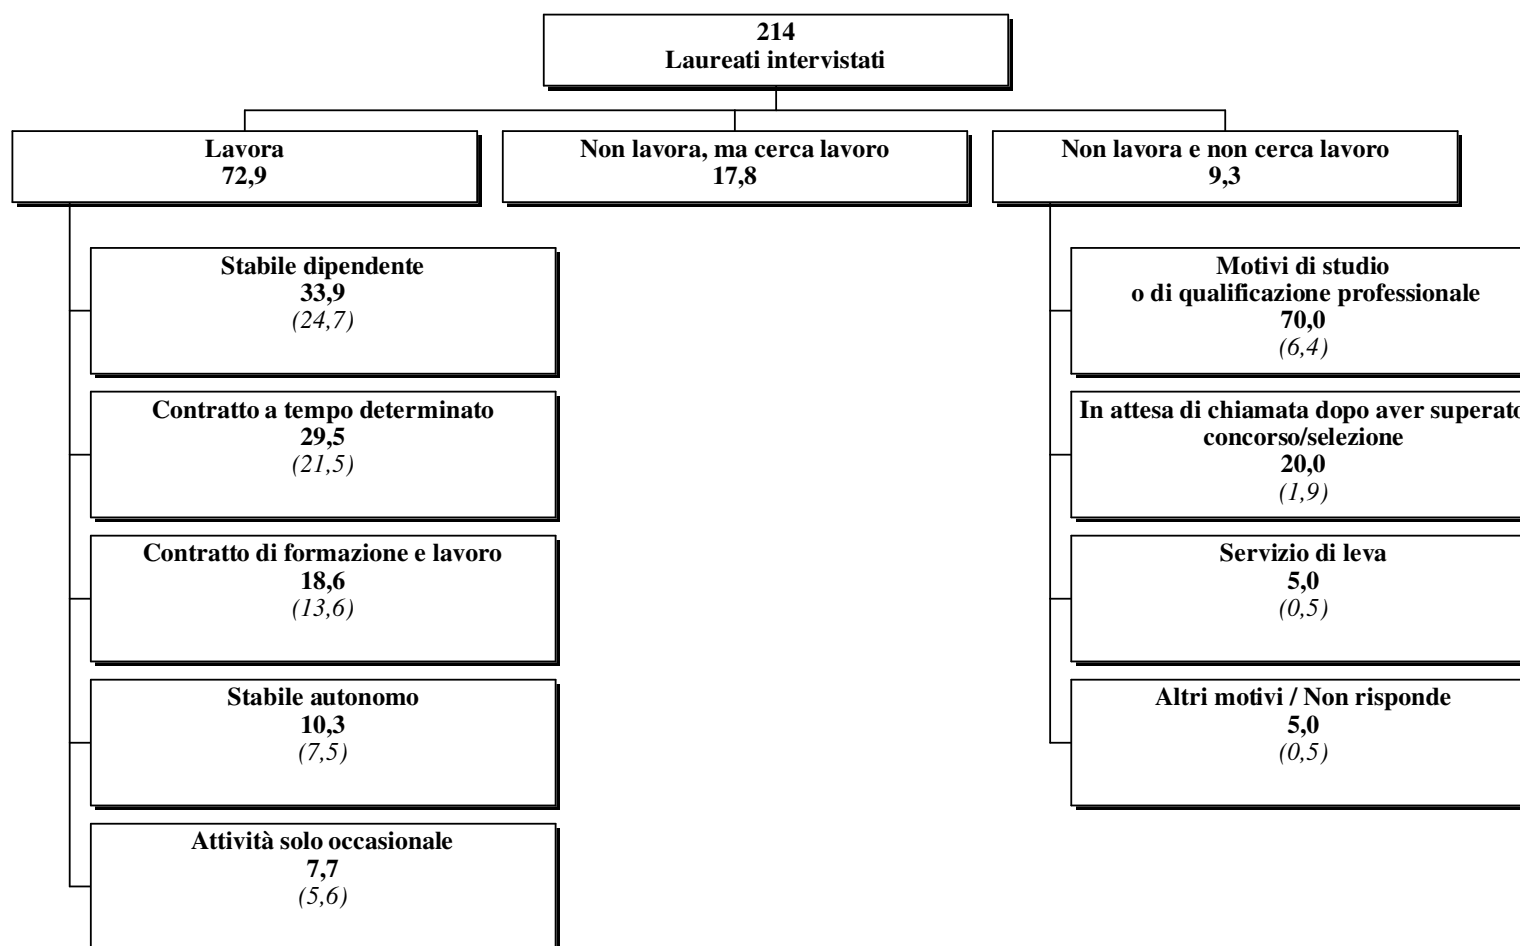 214
Laureati intervistati
Lavora
72,9
Non lavora, ma cerca lavoro
17,8
Non lavora e non cerca lavoro
9,3
Stabile dipendente
33,9
(24,7)
Contratto a tempo determinato
29,5
(21,5)
Contratto di formazione e lavoro
18,6
(13,6)
Stabile autonomo
10,3
(7,5)
Attività solo occasionale
7,7
(5,6)
Motivi di studio
o di qualificazione professionale
70,0
(6,4)
In attesa di chiamata dopo aver superato
concorso/selezione
20,0
(1,9)
Servizio di leva
5,0
(0,5)
Altri motivi / Non risponde
5,0
(0,5)